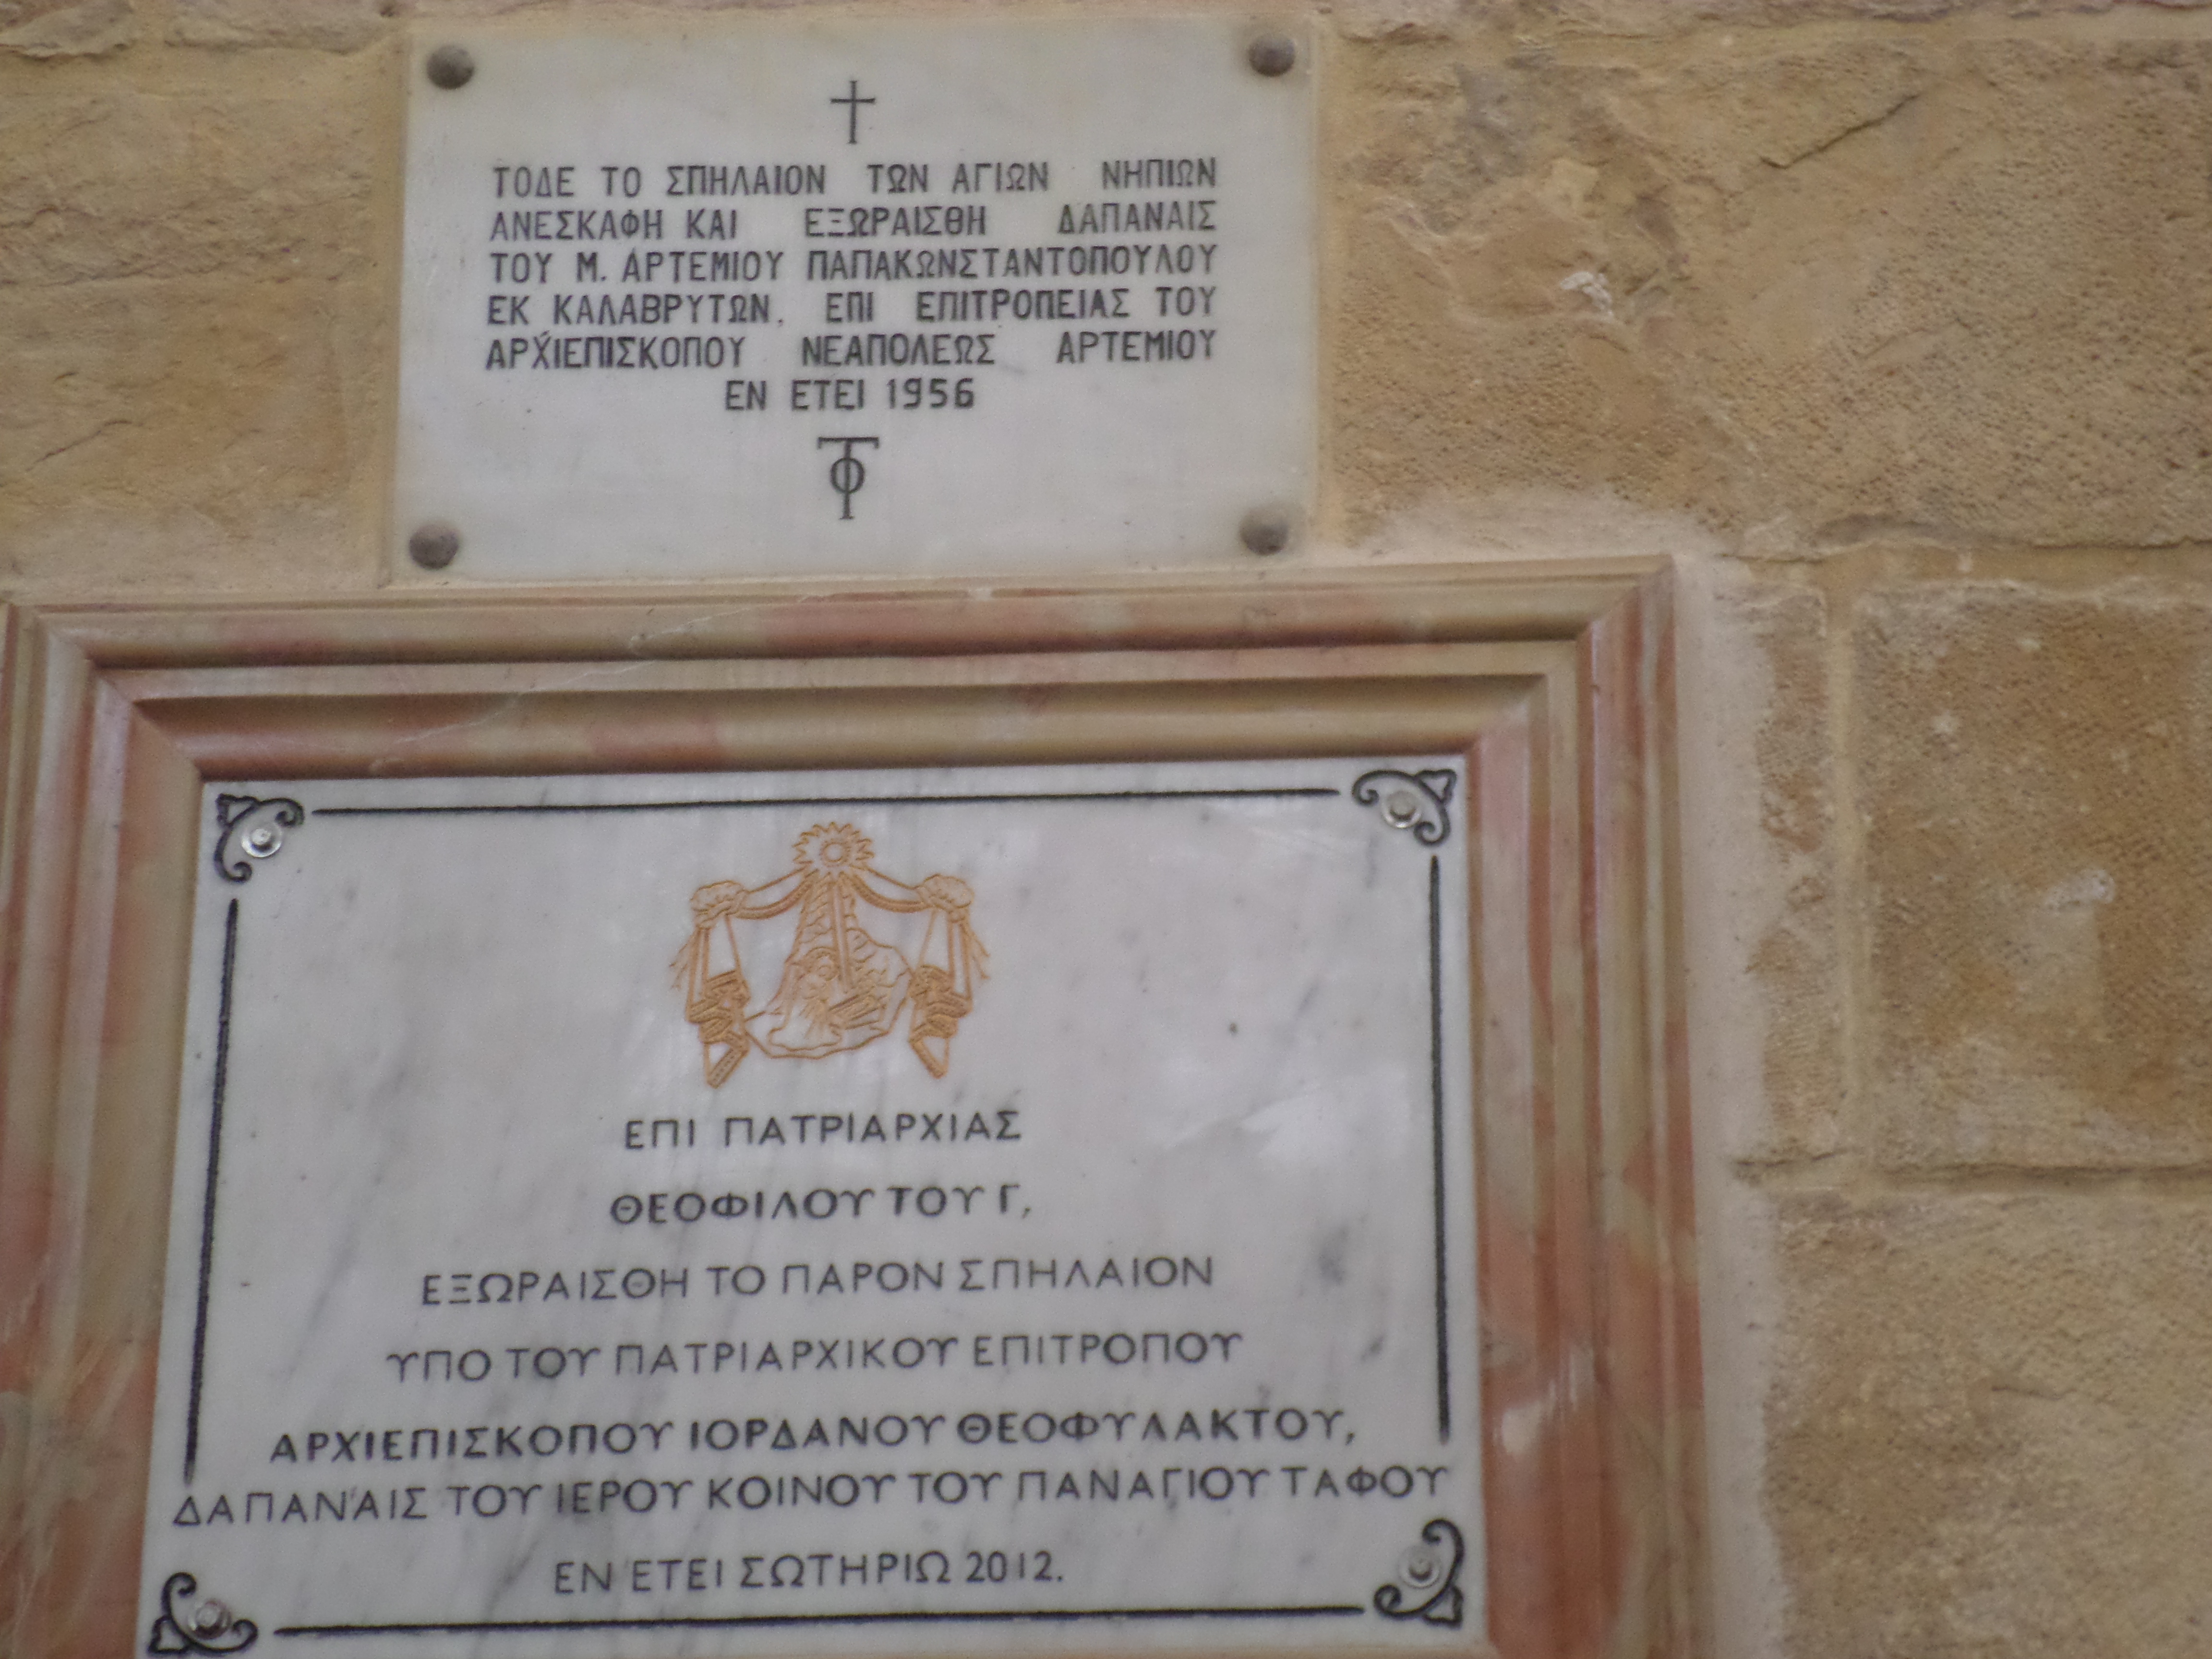 ΤΟΔΕ ΤΟ ΣΠΗΛΑΙΟΝ ΤΩΝ ΑΓΙΩΝ ΝΗΠΙΩΝ
ΑΝΕΣΚΑΦΗ ΚΑΙ ΕΞΩΡΑΙΣΘΗ ΔΑΠΑΝΑΙΣ
ΤΟΥ Μ. ΑΡΤΕΜΙΟΥ ΠΑΠΑΚΩΝΣΤΑΝΤΟΠΟΥΛΟΥ
ΕΚ ΚΑΛΑΒΡΥΤΩΝ. ΕΠΙ ΕΠΙΤΡΟΠΕΙΑΣ ΤΟΥ
ΑΡΧΙΕΠΙΣΚΟΠΟΥ ΝΕΑΠΟΛΕΩΣ ΑΡΤΕΜΙΟΥ
ΕΝ ΕΤΕΙ 1956
ΤΦ
ΕΠΙ ΠΑΤΡΙΑΡΧΙΑΣ
ΘΕΟΦΙΛΟΥ ΤΟΥ Γ,
ΕΞΩΡΑΙΣΘΗ ΤΟ ΠΑΡΟΝ ΣΠΗΛΑΙΟΝ
ΥΠΟ ΤΟΥ ΠΑΤΡΙΑΡΧΙΚΟΥ ΕΠΙΤΡΟΠΟΥ
ΑΡΧΙΕΠΙΣΚΟΠΟΥ ΙΟΡΔΑΝΟΥ ΘΕΟΦΥΛΑΚΤΟΥ,
ΔΑΠΑΝΑΙΣ ΤΟΥ ΙΕΡΟΥ ΚΟΙΝΟΥ ΤΟΥ ΠΑΝΑΓΙΟΥ ΤΑΦΟΥ
ΕΝ ΕΤΕΙ ΣΩΤΗΡΙΩ 2012.